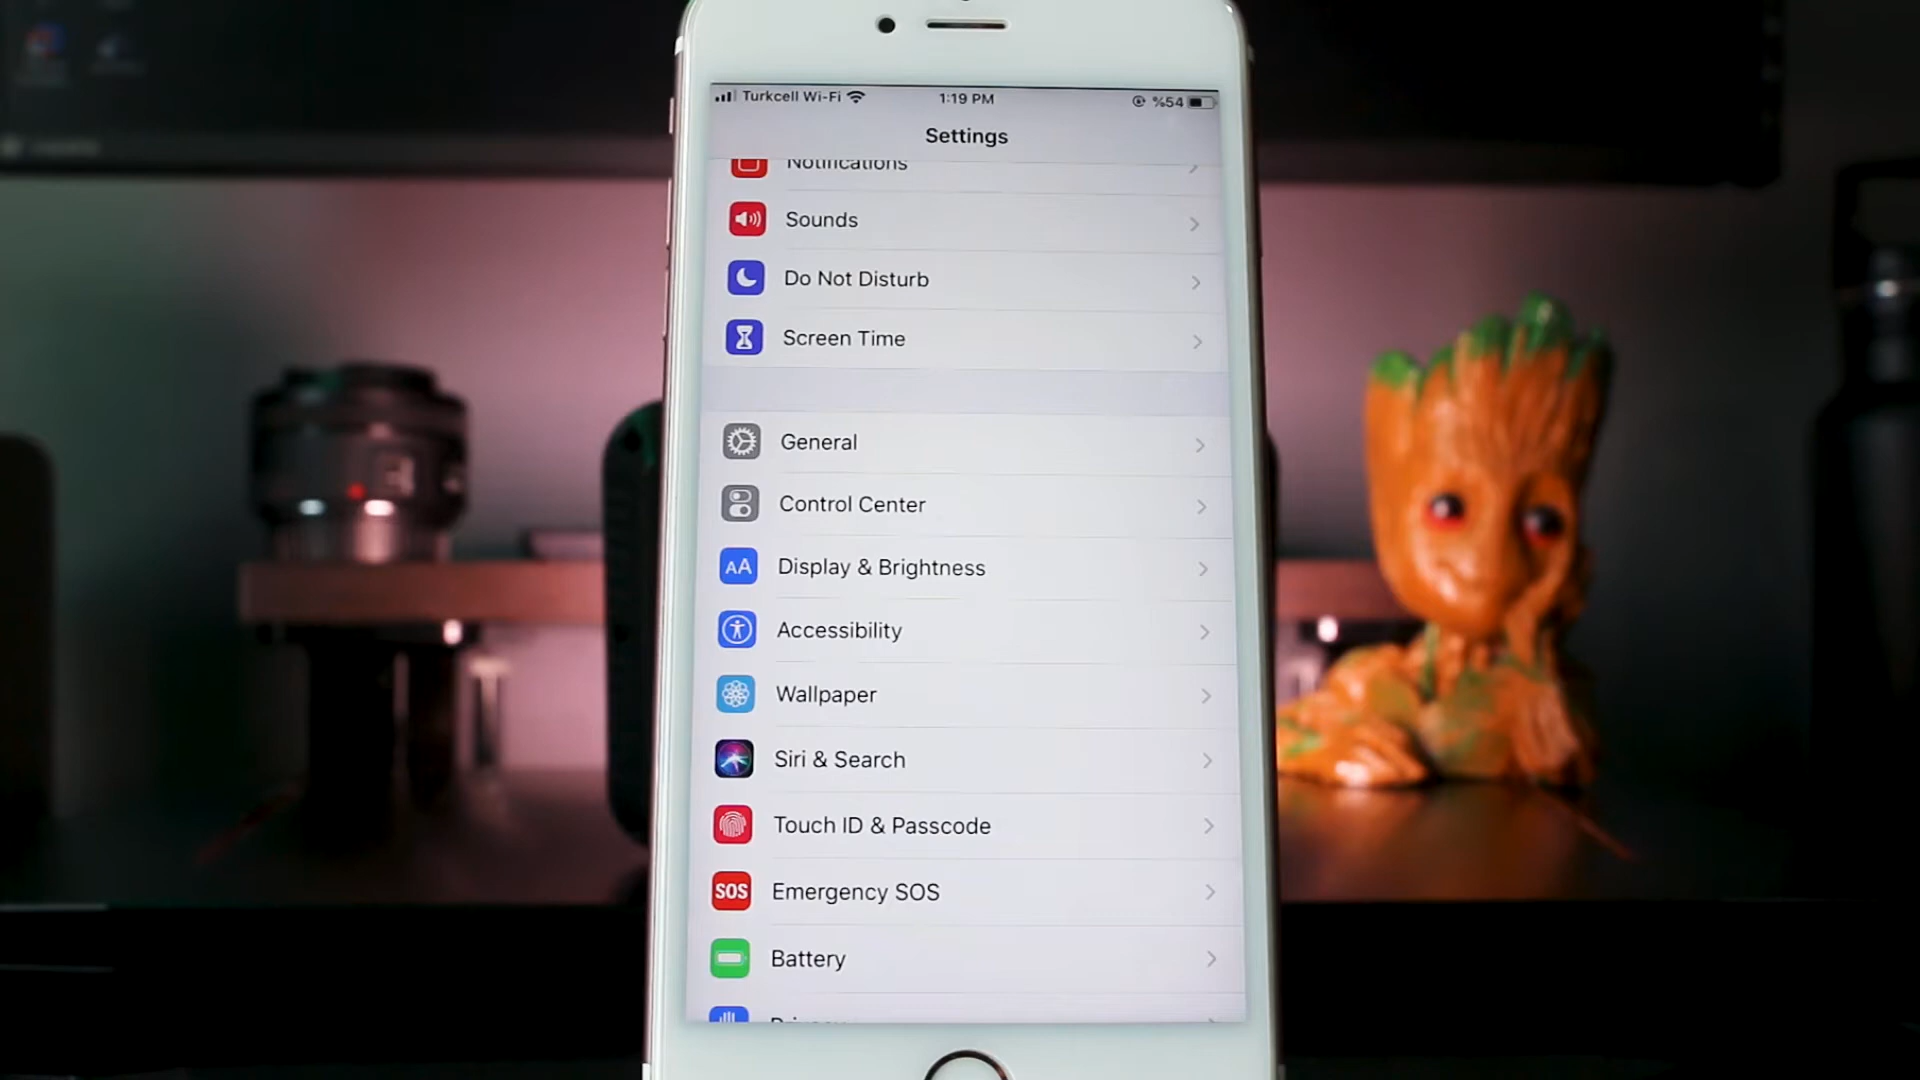 Turkcell Wi-Fi 1:19 PM %54
Settings
Notifications
Sounds
Do Not Disturb
Screen Time
General
Control Center
AA Display & Brightness
Accessibility
Wallpaper
Siri & Search
Touch ID & Passcode
SOS Emergency SOS
Battery